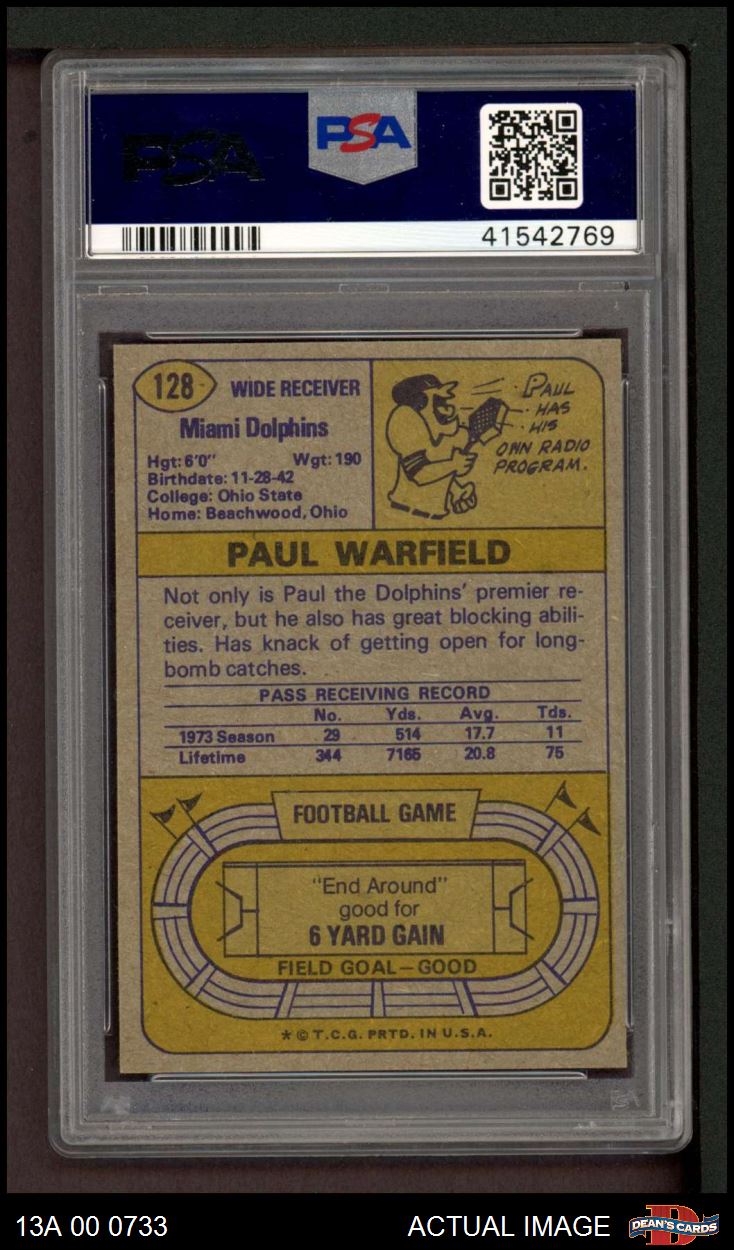 PSA
PSA
41542769
128
WIDE RECEIVER
Miami Dolphins
Hgt: 6'0" Wgt: 190
Birthdate: 11-28-42
College: Ohio State
Home: Beachwood, Ohio
PAUL
HAS
HIS
OWN RADIO
PROGRAM.
PAUL WARFIELD
Not only is Paul the Dolphins' premier re-
ceiver, but he also has great blocking abili-
ties. Has knack of getting open for long-
bomb catches.
PASS RECEIVING RECORD
No. Yds. Avg. Tds.
1973 Season 29 514 17.7 11
Lifetime 344 7165 20.8 75
FOOTBALL GAME
"End Around"
good for
6 YARD GAIN
FIELD GOAL—GOOD
* © T.C.G. PRTD. IN U.S.A.
13A 00 0733
ACTUAL IMAGE
DEAN'S CARDS